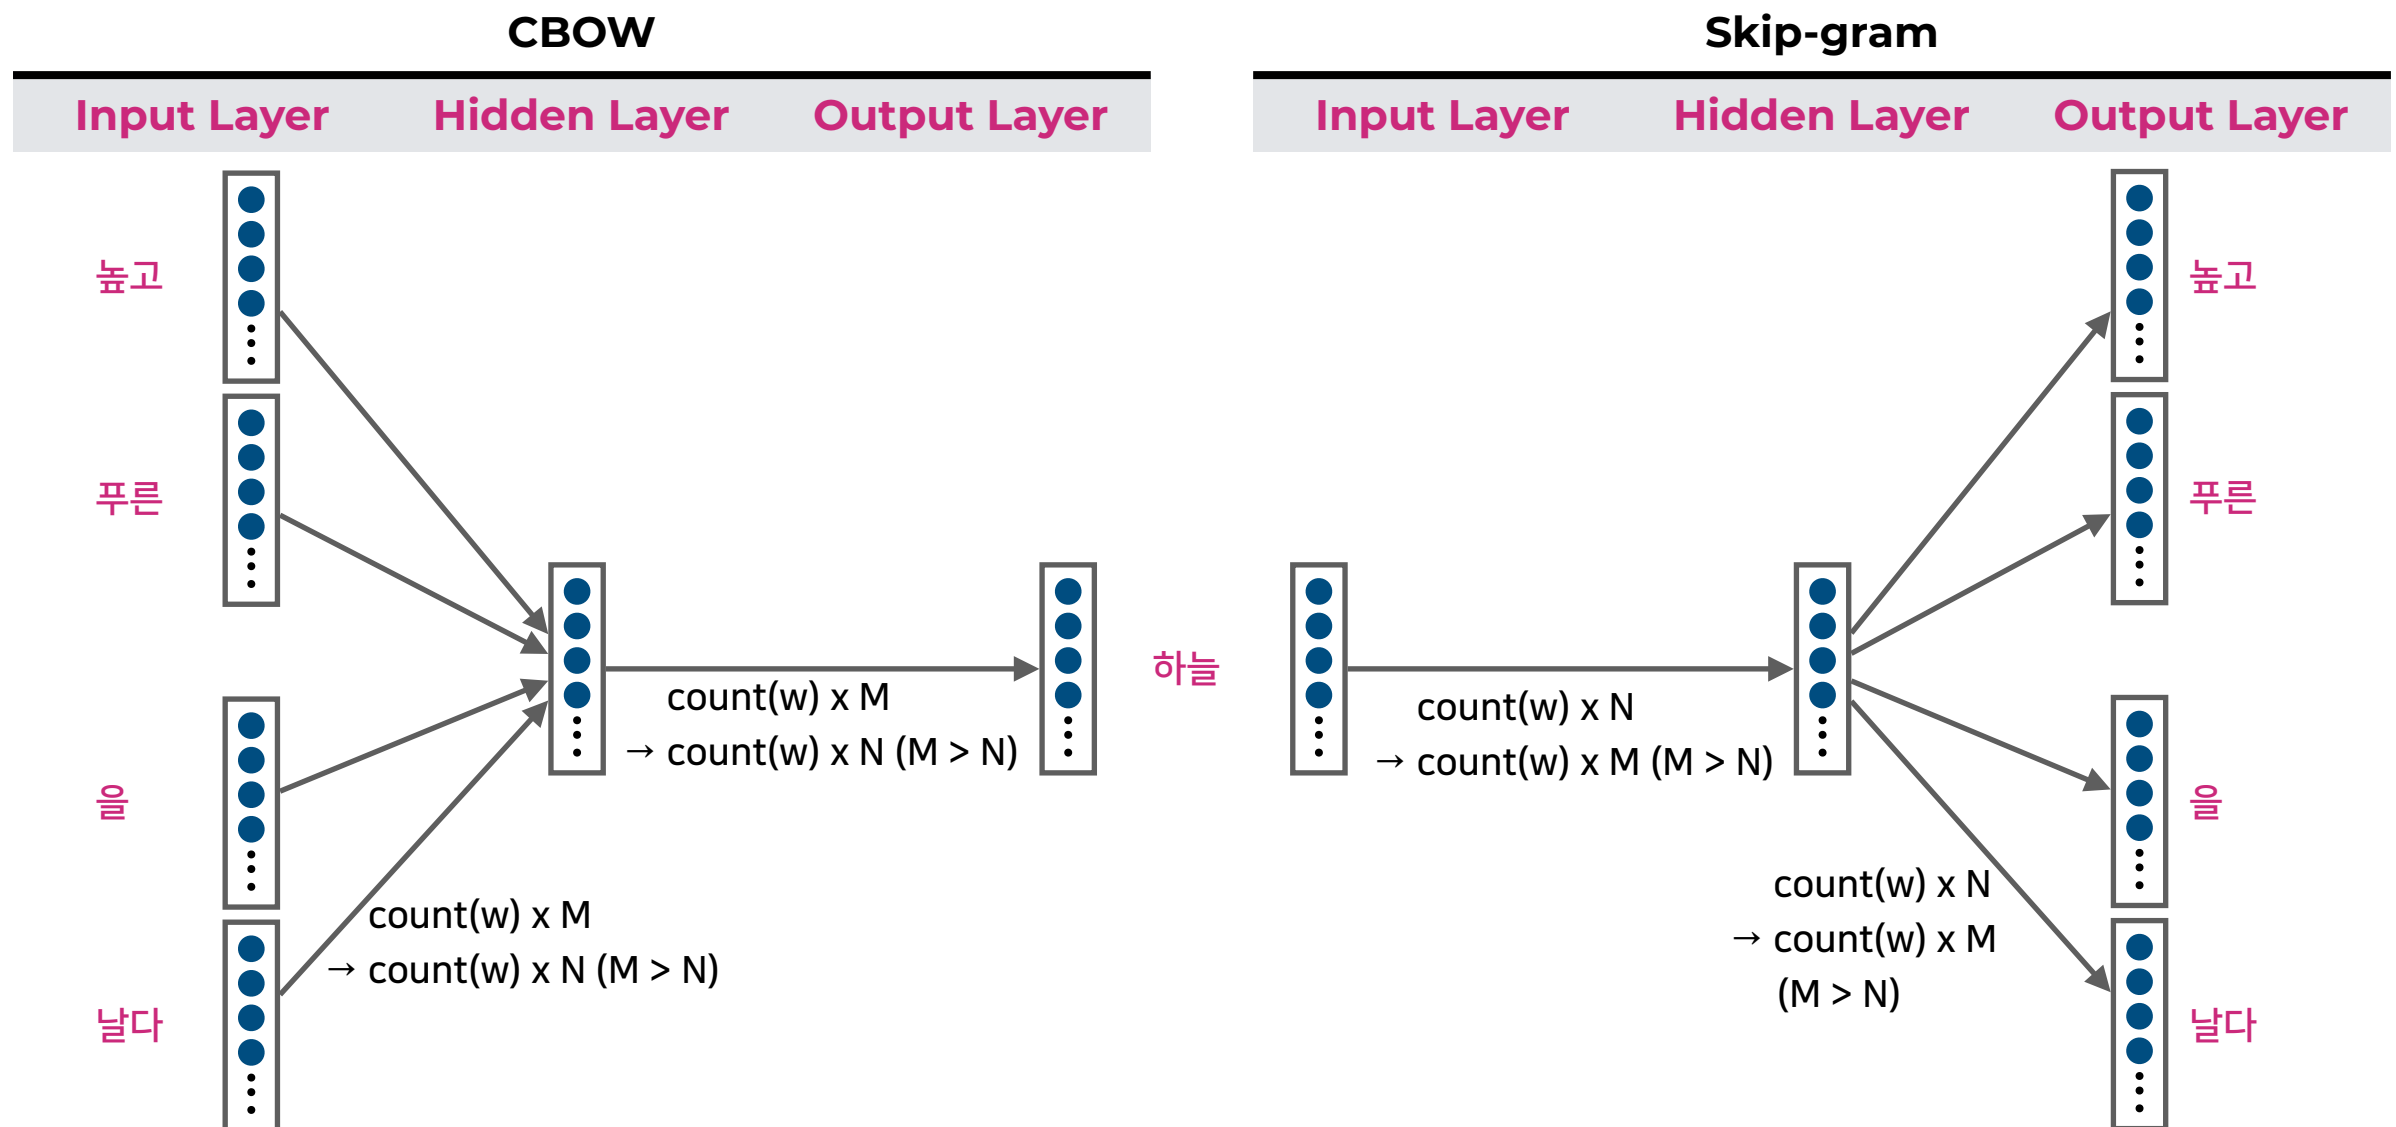 CBOW
Input Layer Hidden Layer Output Layer
높고
푸른
을
날다
count(w) x M
→ count(w) x N (M > N)
count(w) x M
→ count(w) x N (M > N)
하늘
Skip-gram
Input Layer Hidden Layer Output Layer
count(w) x N
→ count(w) x M (M > N)
count(w) x N
→ count(w) x M
(M > N)
높고
푸른
을
날다